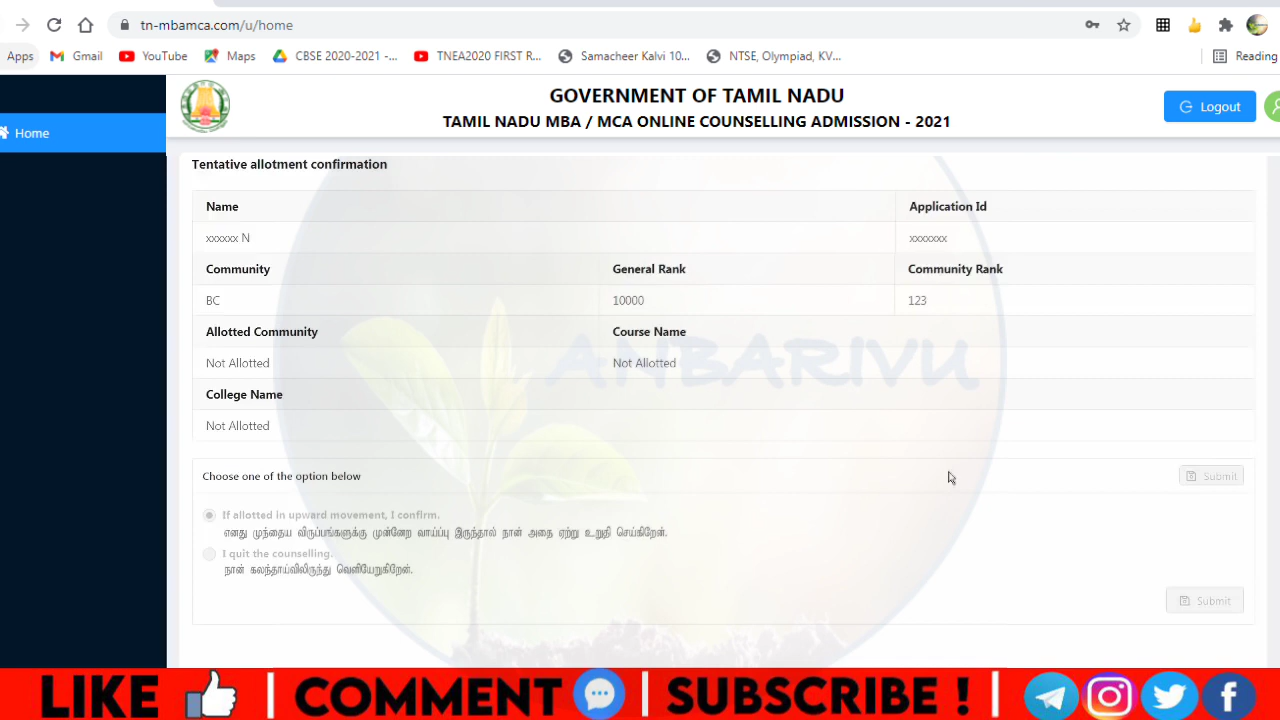 tn-mbamca.com/u/home
Apps Gmail YouTube Maps CBSE 2020-2021 -... TNEA2020 FIRST R... Samacheer Kalvi 10... NTSE, Olympiad, KV... Reading
GOVERNMENT OF TAMIL NADU
TAMIL NADU MBA / MCA ONLINE COUNSELLING ADMISSION - 2021
Logout
Home
Tentative allotment confirmation
Name Application Id
xxxxxx N xxxxxxx
Community General Rank Community Rank
BC 10000 123
Allotted Community Course Name
Not Allotted Not Allotted
ANBARIVU
College Name
Not Allotted
Choose one of the option below Submit
If allotted in upward movement, I confirm.
எனது முந்தைய விருப்பங்களுக்கு முன்னேற வாய்ப்பு இருந்தால் நான் அதை ஏற்று உறுதி செய்கிறேன்.
I quit the counselling.
நான் கலந்தாய்விலிருந்து வெளியேறுகிறேன்.
Submit
LIKE | COMMENT | SUBSCRIBE ! |